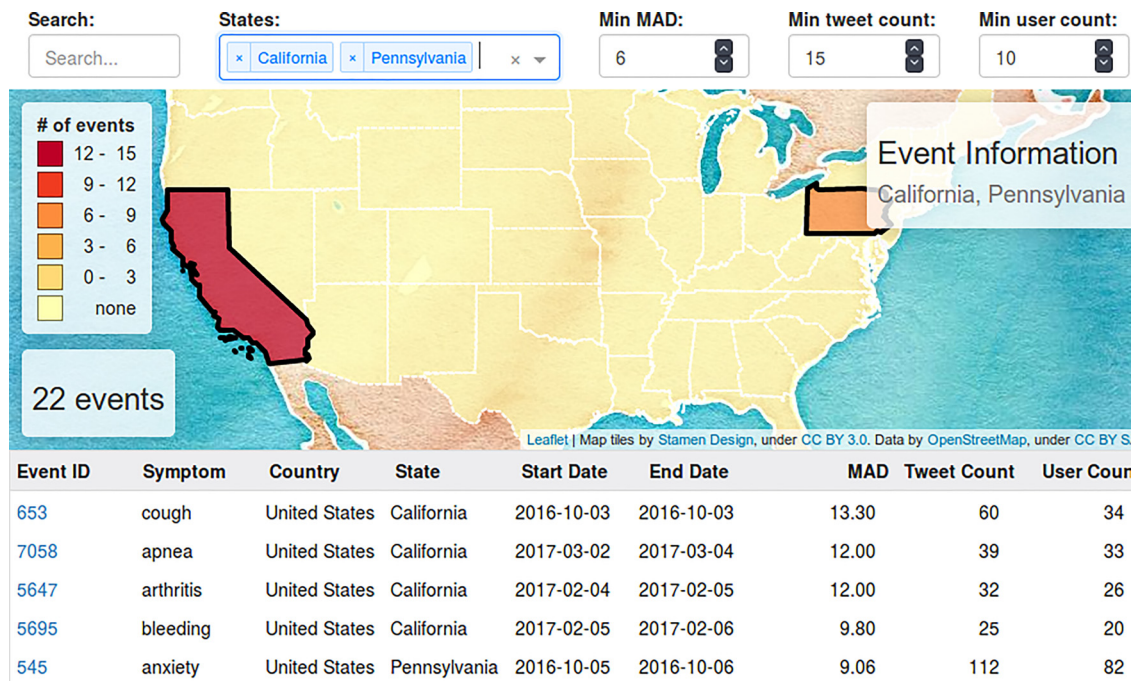 Search: States: Min MAD: Min tweet count: Min user count:
Search... × California × Pennsylvania × 6 15 10
# of events
12 - 15
9 - 12
6 - 9
3 - 6
0 - 3
none
Event Information
California, Pennsylvania
22 events
Leaflet | Map tiles by Stamen Design, under CC BY 3.0. Data by OpenStreetMap, under CC BY S
Event ID Symptom Country State Start Date End Date MAD Tweet Count User Coun
653 cough United States California 2016-10-03 2016-10-03 13.30 60 34
7058 apnea United States California 2017-03-02 2017-03-04 12.00 39 33
5647 arthritis United States California 2017-02-04 2017-02-05 12.00 32 26
5695 bleeding United States California 2017-02-05 2017-02-06 9.80 25 20
545 anxiety United States Pennsylvania 2016-10-05 2016-10-06 9.06 112 82